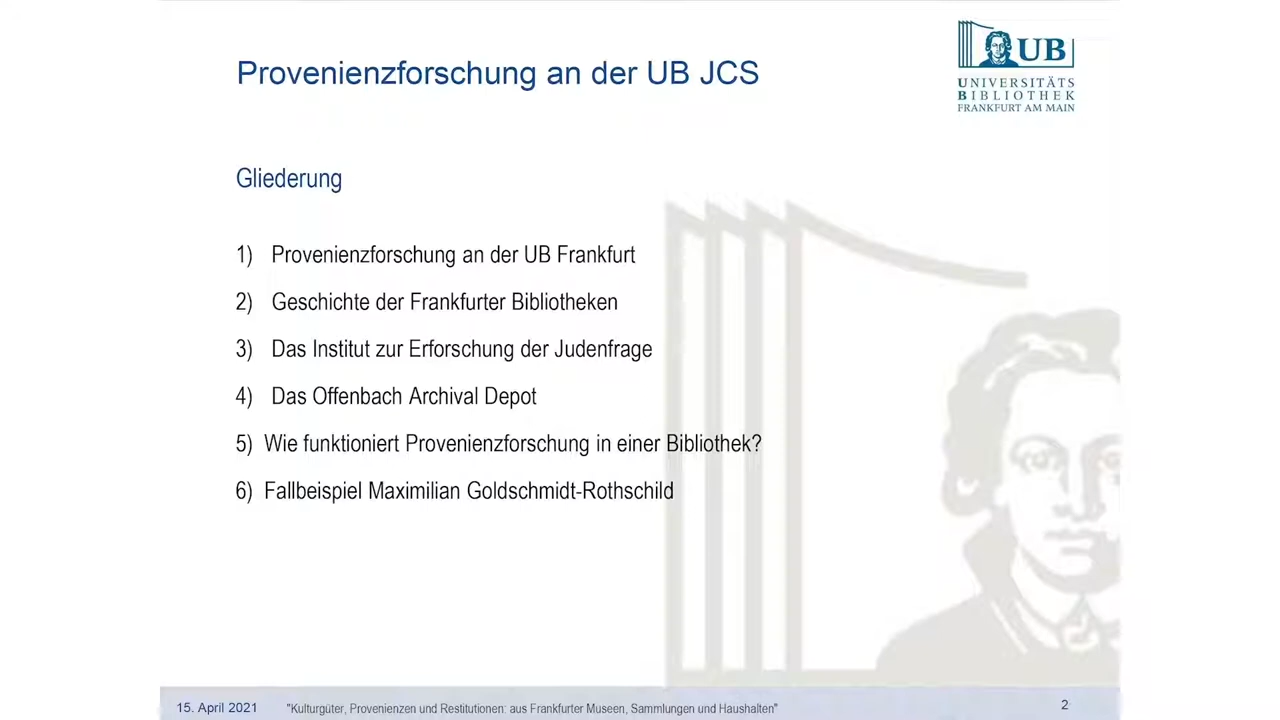 Provenienzforschung an der UB JCS
UB
UNIVERSITÄTS
BIBLIOTHEK
FRANKFURT AM MAIN
Gliederung
1) Provenienzforschung an der UB Frankfurt
2) Geschichte der Frankfurter Bibliotheken
3) Das Institut zur Erforschung der Judenfrage
4) Das Offenbach Archival Depot
5) Wie funktioniert Provenienzforschung in einer Bibliothek?
6) Fallbeispiel Maximilian Goldschmidt-Rothschild
15. April 2021 "Kulturgüter, Provenienzen und Restitutionen: aus Frankfurter Museen, Sammlungen und Haushalten" 2